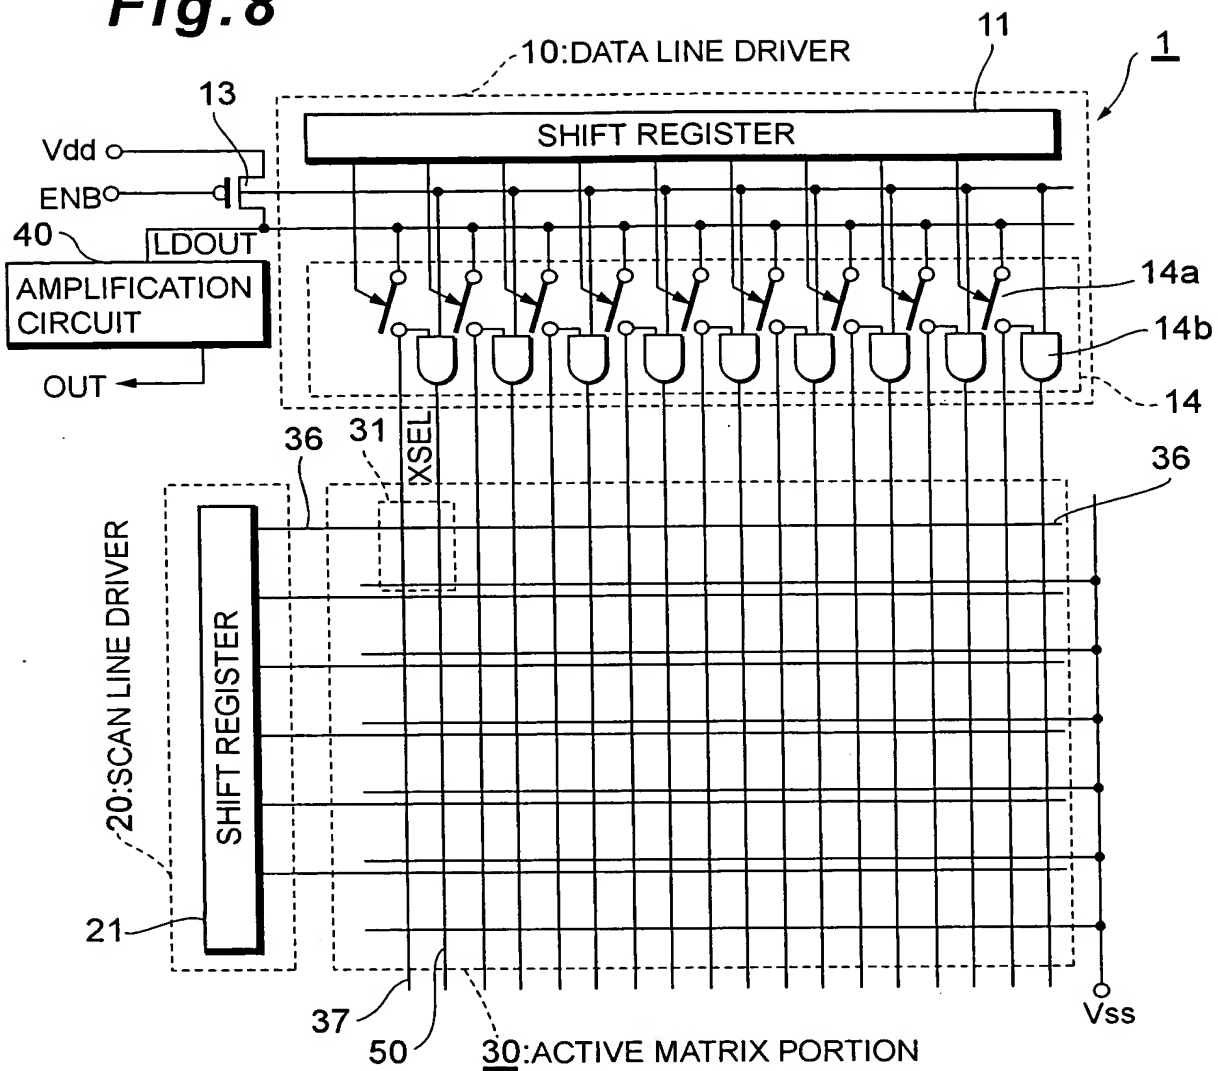 Fig. 8
10:DATA LINE DRIVER
11
1
13
SHIFT REGISTER
Vdd
ENB
40
LDOUT
AMPLIFICATION
CIRCUIT
14a
14b
OUT
14
36
31
XSEL
36
20:SCAN LINE DRIVER
SHIFT REGISTER
21
37
50
30:ACTIVE MATRIX PORTION
Vss